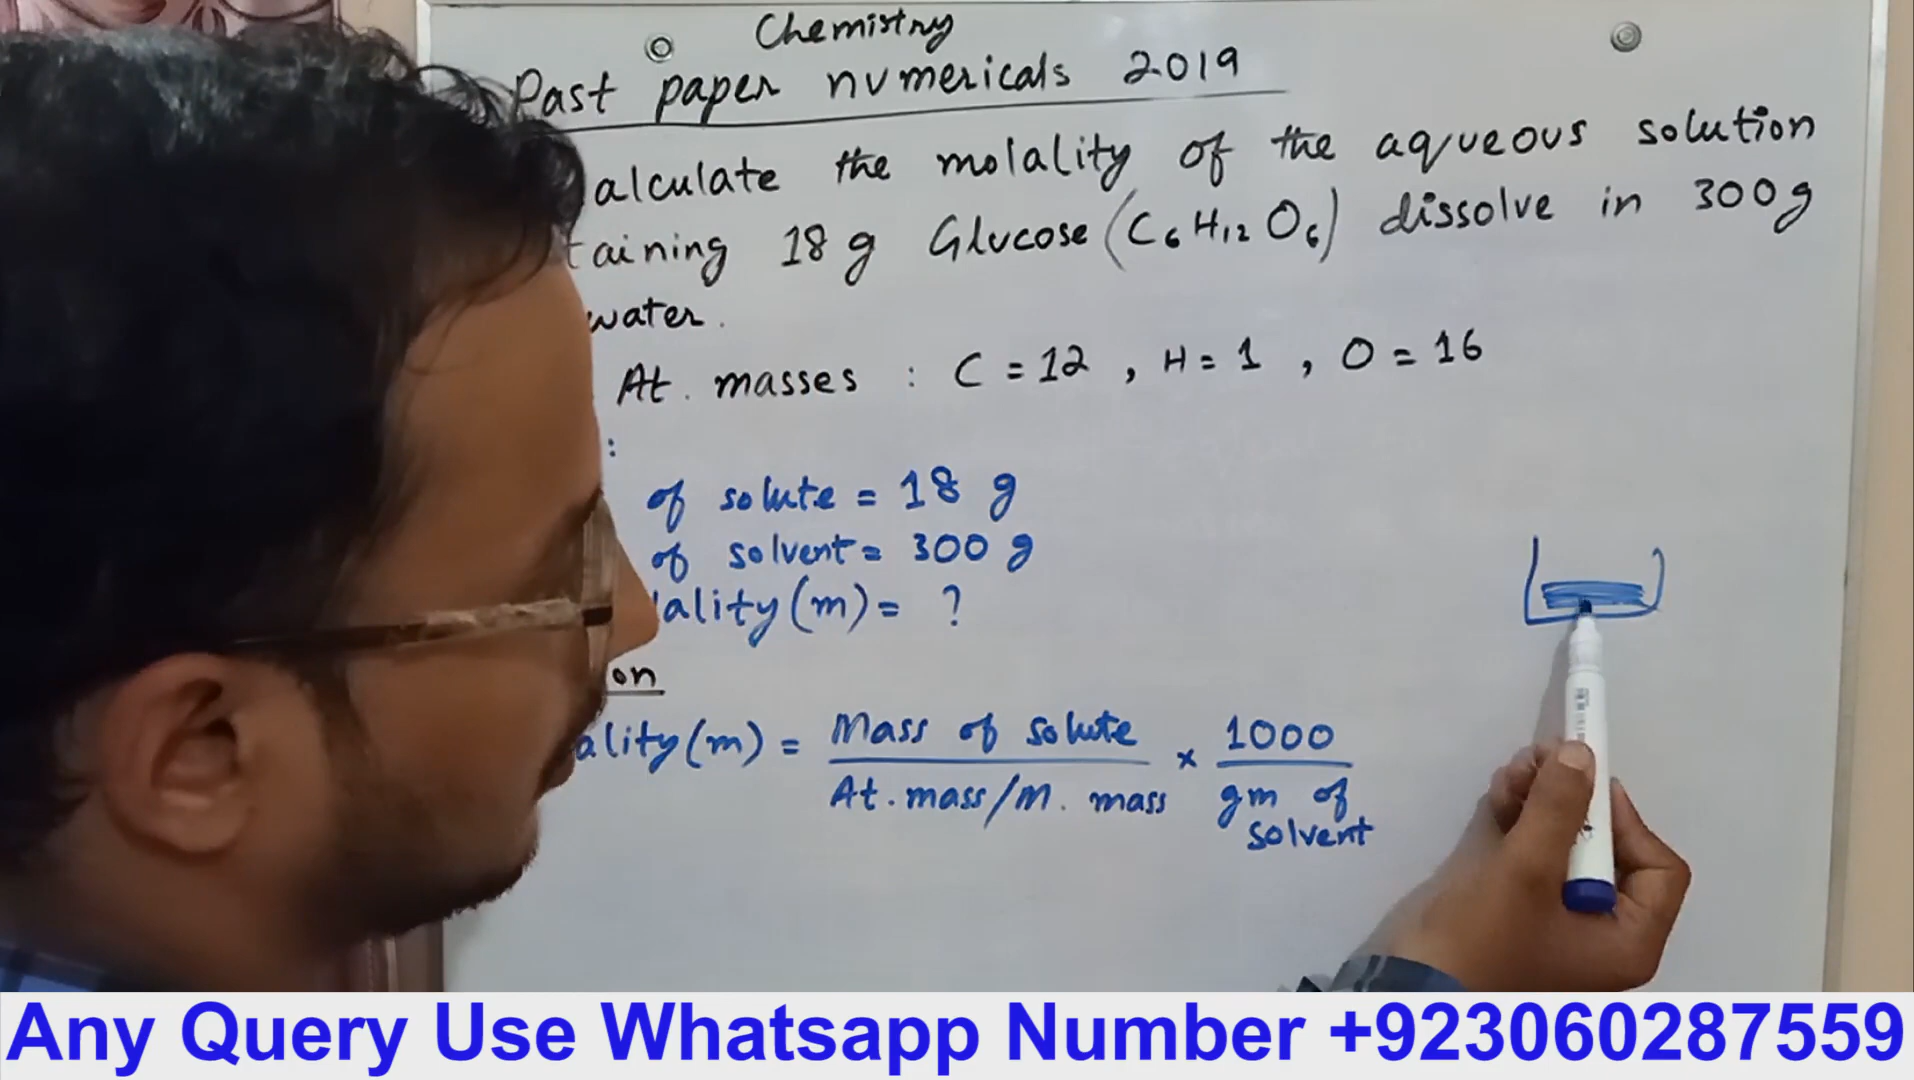 Chemistry
Past paper numericals 2019
alculate the molality of the aqueous solution
taining 18 g Glucose (C6H12O6) dissolve in 300g
water.
At. masses : C = 12 , H = 1 , O = 16
:
of solute = 18 g
of solvent = 300 g
lality (m) = ?
on
ality (m) = Mass of solute / At. mass/M. mass × 1000 / gm of solvent
Any Query Use Whatsapp Number +923060287559